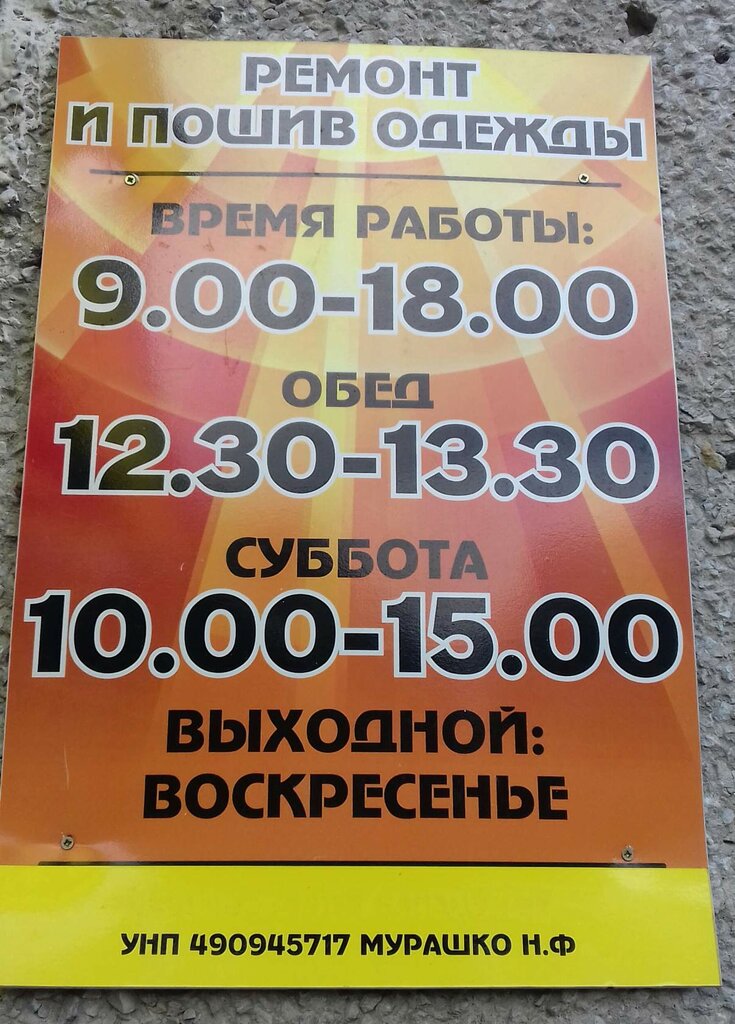 РЕМОНТ
И ПОШИВ ОДЕЖДЫ
ВРЕМЯ РАБОТЫ:
9.00-18.00
ОБЕД
12.30-13.30
СУББОТА
10.00-15.00
ВЫХОДНОЙ:
ВОСКРЕСЕНЬЕ
УНП 490945717 МУРАШКО Н.Ф